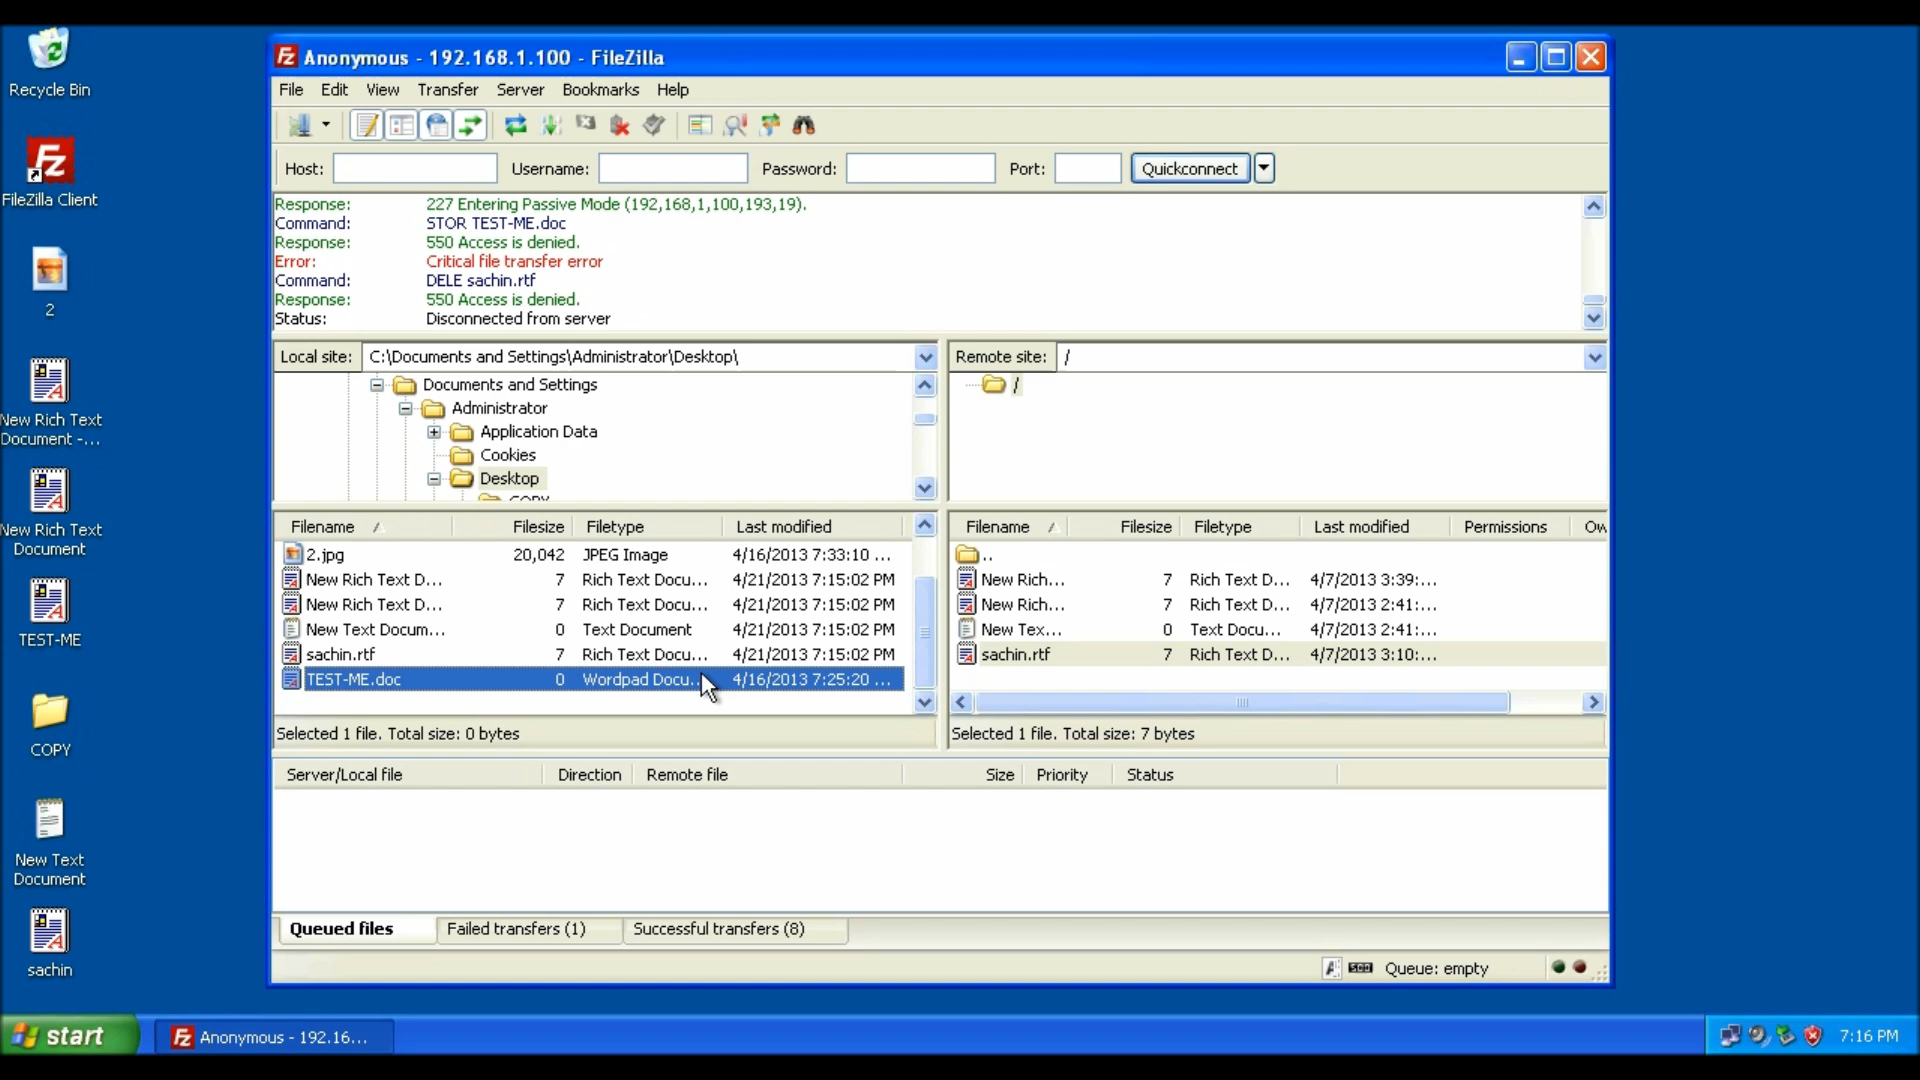 Recycle Bin
FileZilla Client
2
New Rich Text
Document -...
New Rich Text
Document
TEST-ME
COPY
New Text
Document
sachin
Anonymous - 192.168.1.100 - FileZilla
File Edit View Transfer Server Bookmarks Help
Host: Username: Password: Port: Quickconnect
Response: 227 Entering Passive Mode (192,168,1,100,193,19).
Command: STOR TEST-ME.doc
Response: 550 Access is denied.
Error: Critical file transfer error
Command: DELE sachin.rtf
Response: 550 Access is denied.
Status: Disconnected from server
Local site: C:\Documents and Settings\Administrator\Desktop\
Documents and Settings
Administrator
Application Data
Cookies
Desktop
COPY
Remote site: /
/
Filename Filesize Filetype Last modified
2.jpg 20,042 JPEG Image 4/16/2013 7:33:10 ...
New Rich Text D... 7 Rich Text Docu... 4/21/2013 7:15:02 PM
New Rich Text D... 7 Rich Text Docu... 4/21/2013 7:15:02 PM
New Text Docum... 0 Text Document 4/21/2013 7:15:02 PM
sachin.rtf 7 Rich Text Docu... 4/21/2013 7:15:02 PM
TEST-ME.doc 0 Wordpad Docu... 4/16/2013 7:25:20 ...
Selected 1 file. Total size: 0 bytes
Filename Filesize Filetype Last modified Permissions Ow
..
New Rich... 7 Rich Text D... 4/7/2013 3:39:...
New Rich... 7 Rich Text D... 4/7/2013 2:41:...
New Tex... 0 Text Docu... 4/7/2013 2:41:...
sachin.rtf 7 Rich Text D... 4/7/2013 3:10:...
Selected 1 file. Total size: 7 bytes
Server/Local file Direction Remote file Size Priority Status
Queued files Failed transfers (1) Successful transfers (8)
Queue: empty
start Anonymous - 192.16... 7:16 PM